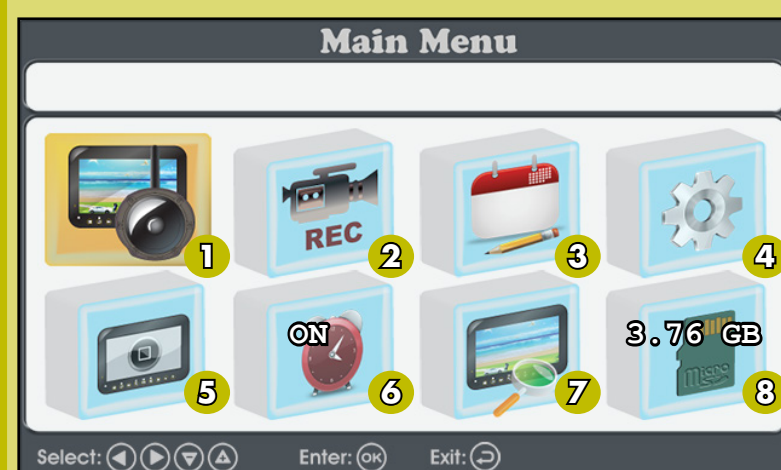 Main Menu
REC
1
2
3
4
ON
3.76 GB
Micro
5
6
7
8
Select:
Enter: OK
Exit: